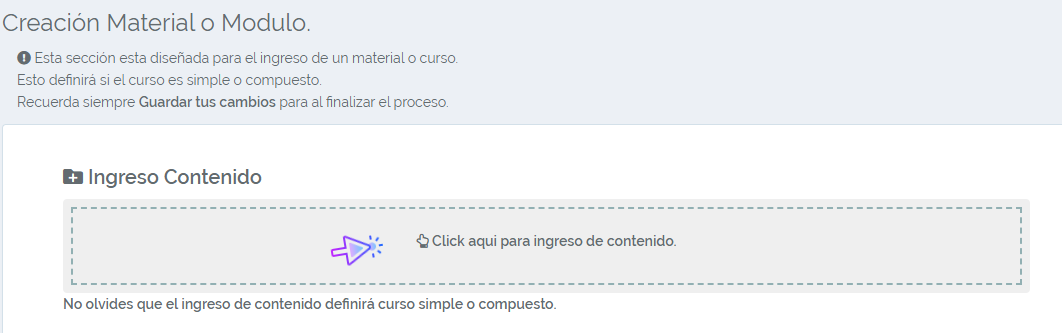 Creación Material o Modulo.
Esta sección esta diseñada para el ingreso de un material o curso.
Esto definirá si el curso es simple o compuesto.
Recuerda siempre Guardar tus cambios para al finalizar el proceso.
Ingreso Contenido
Click aqui para ingreso de contenido.
No olvides que el ingreso de contenido definirá curso simple o compuesto.